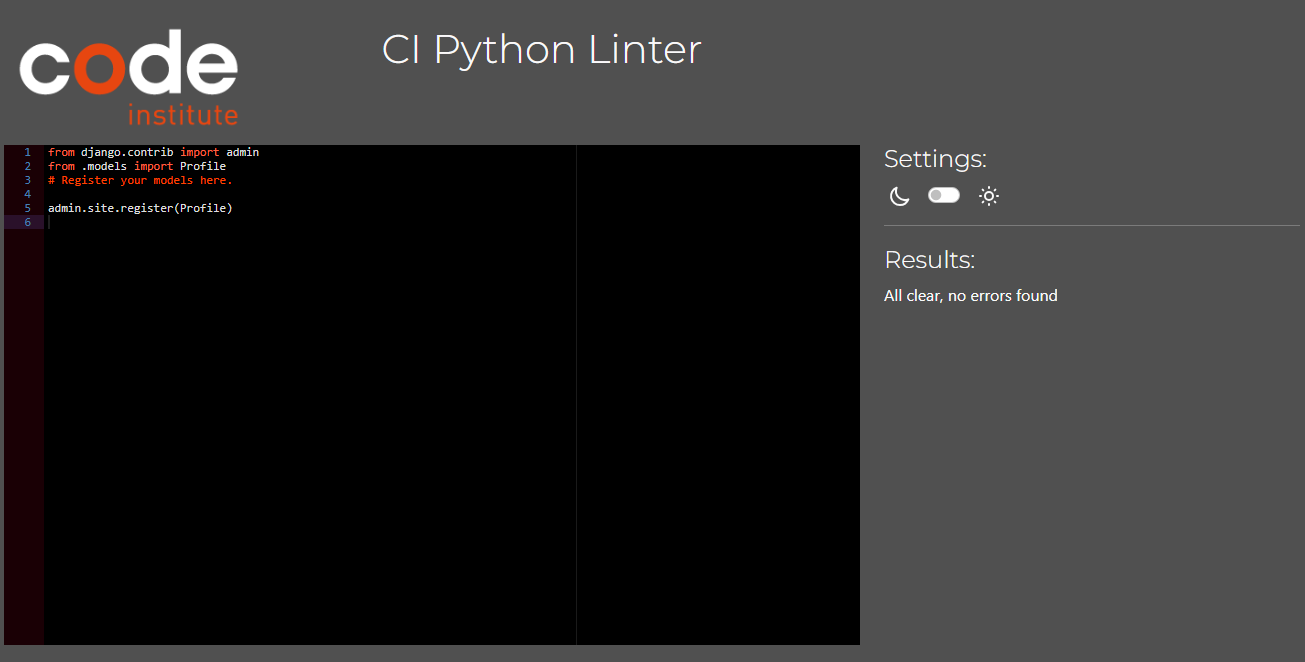 code
institute
CI Python Linter
1 from django.contrib import admin
2 from .models import Profile
3 # Register your models here.
4
5 admin.site.register(Profile)
6
Settings:
Results:
All clear, no errors found